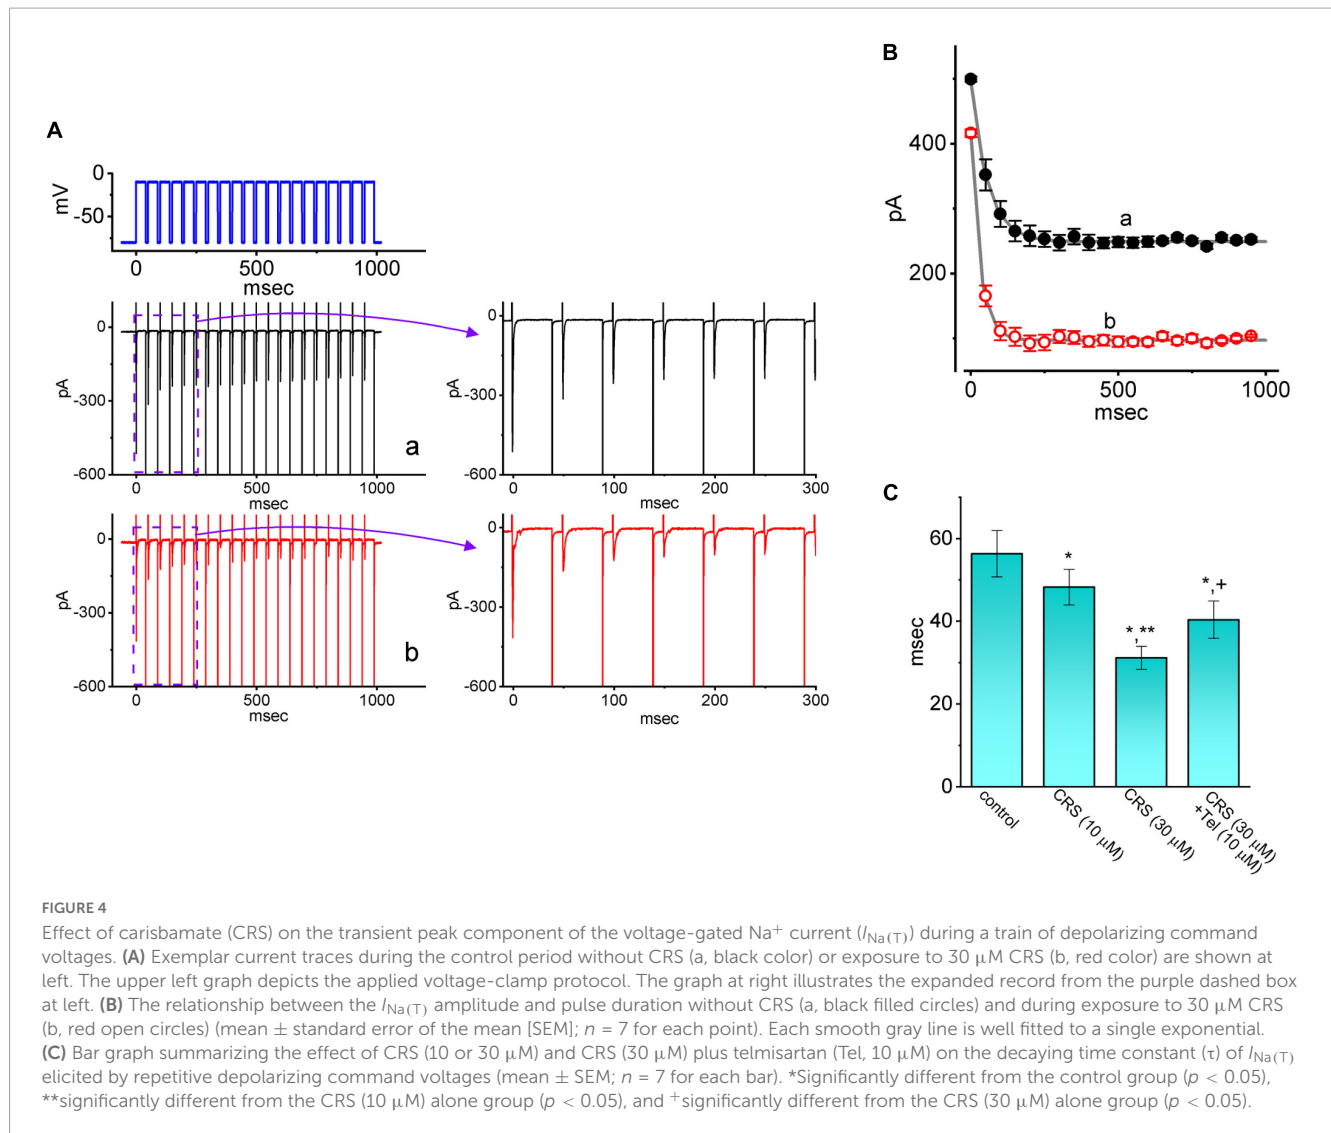 A
0
-50
mV
0
500
1000
msec
0
-300
-600
pA
a
0
500
1000
msec
0
-300
-600
pA
b
0
500
1000
msec
0
-300
-600
pA
0
100
200
300
msec
0
-300
-600
pA
0
100
200
300
msec
B
400
200
pA
a
b
0
500
1000
msec
C
60
40
20
0
msec
*
*,**
*,+
control
CRS (10 μM)
CRS (30 μM)
CRS (30 μM)
+Tel (10 μM)
FIGURE 4
Effect of carisbamate (CRS) on the transient peak component of the voltage-gated Na⁺ current (I_Na(T)) during a train of depolarizing command
voltages. (A) Exemplar current traces during the control period without CRS (a, black color) or exposure to 30 μM CRS (b, red color) are shown at
left. The upper left graph depicts the applied voltage-clamp protocol. The graph at right illustrates the expanded record from the purple dashed box
at left. (B) The relationship between the I_Na(T) amplitude and pulse duration without CRS (a, black filled circles) and during exposure to 30 μM CRS
(b, red open circles) (mean ± standard error of the mean [SEM]; n = 7 for each point). Each smooth gray line is well fitted to a single exponential.
(C) Bar graph summarizing the effect of CRS (10 or 30 μM) and CRS (30 μM) plus telmisartan (Tel, 10 μM) on the decaying time constant (τ) of I_Na(T)
elicited by repetitive depolarizing command voltages (mean ± SEM; n = 7 for each bar). *Significantly different from the control group (p < 0.05),
**significantly different from the CRS (10 μM) alone group (p < 0.05), and ⁺significantly different from the CRS (30 μM) alone group (p < 0.05).